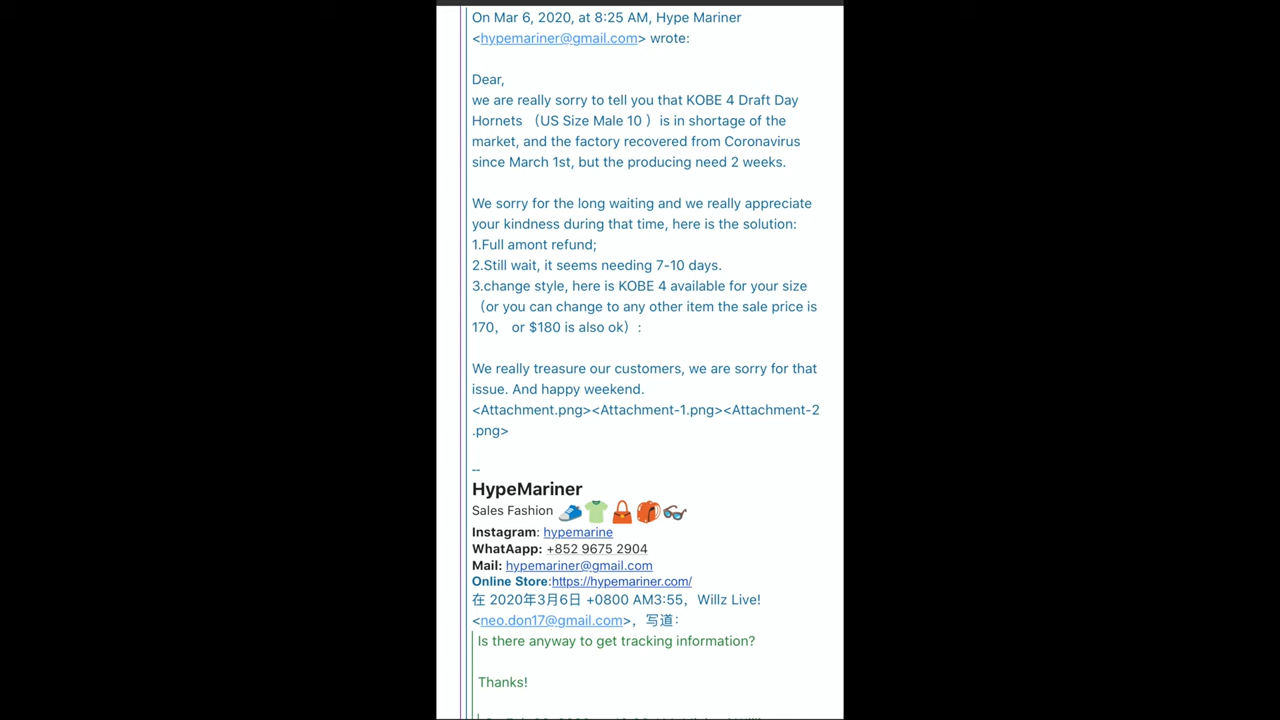 On Mar 6, 2020, at 8:25 AM, Hype Mariner
<hypemariner@gmail.com> wrote:
Dear,
we are really sorry to tell you that KOBE 4 Draft Day
Hornets （US Size Male 10 ）is in shortage of the
market, and the factory recovered from Coronavirus
since March 1st, but the producing need 2 weeks.
We sorry for the long waiting and we really appreciate
your kindness during that time, here is the solution:
1.Full amont refund;
2.Still wait, it seems needing 7-10 days.
3.change style, here is KOBE 4 available for your size
（or you can change to any other item the sale price is
170， or $180 is also ok）:
We really treasure our customers, we are sorry for that
issue. And happy weekend.
<Attachment.png><Attachment-1.png><Attachment-2
.png>
--
HypeMariner
Sales Fashion
Instagram: hypemarine
WhatAapp: +852 9675 2904
Mail: hypemariner@gmail.com
Online Store:https://hypemariner.com/
在 2020年3月6日 +0800 AM3:55，Willz Live!
<neo.don17@gmail.com>，写道：
Is there anyway to get tracking information?
Thanks!